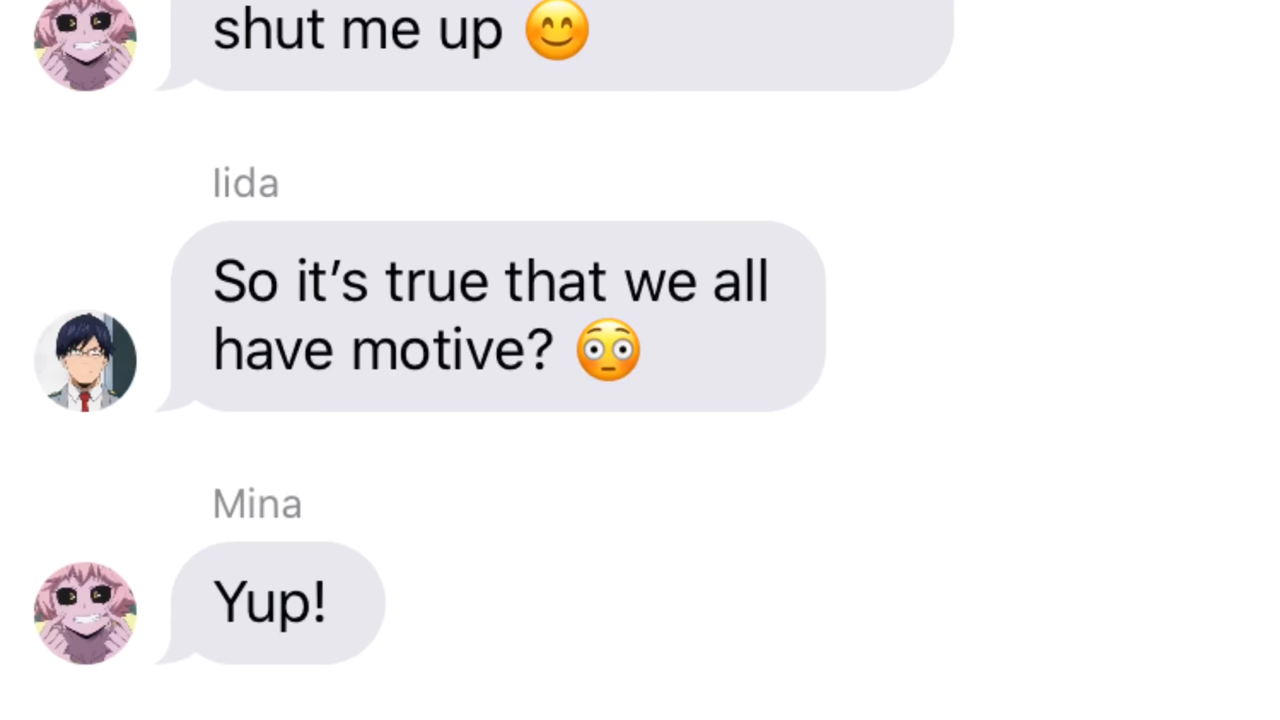 shut me up 😊
Iida
So it’s true that we all
have motive? 😳
Mina
Yup!